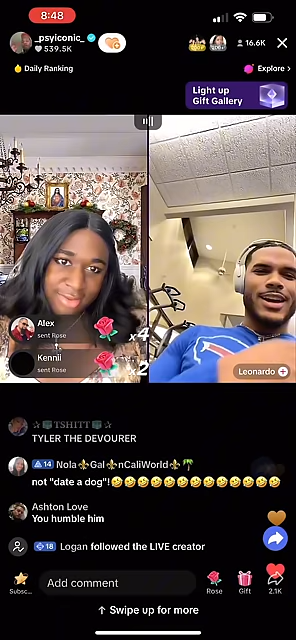 8:48
_psyiconic_
539.5K
16.6K
Daily Ranking
Explore >
Light up
Gift Gallery
Alex
sent Rose
x4
Kennii
sent Rose
x2
Leonardo
TSHITT
TYLER THE DEVOURER
14 Nola⚜️Gal⚜️nCaliWorld⚜️🌴
not "date a dog"!🤣🤣🤣🤣🤣🤣🤣🤣🤣🤣🤣🤣🤣
Ashton Love
You humble him
18 Logan followed the LIVE creator
Subsc...
Add comment
Rose
Gift
2.1K
↑ Swipe up for more